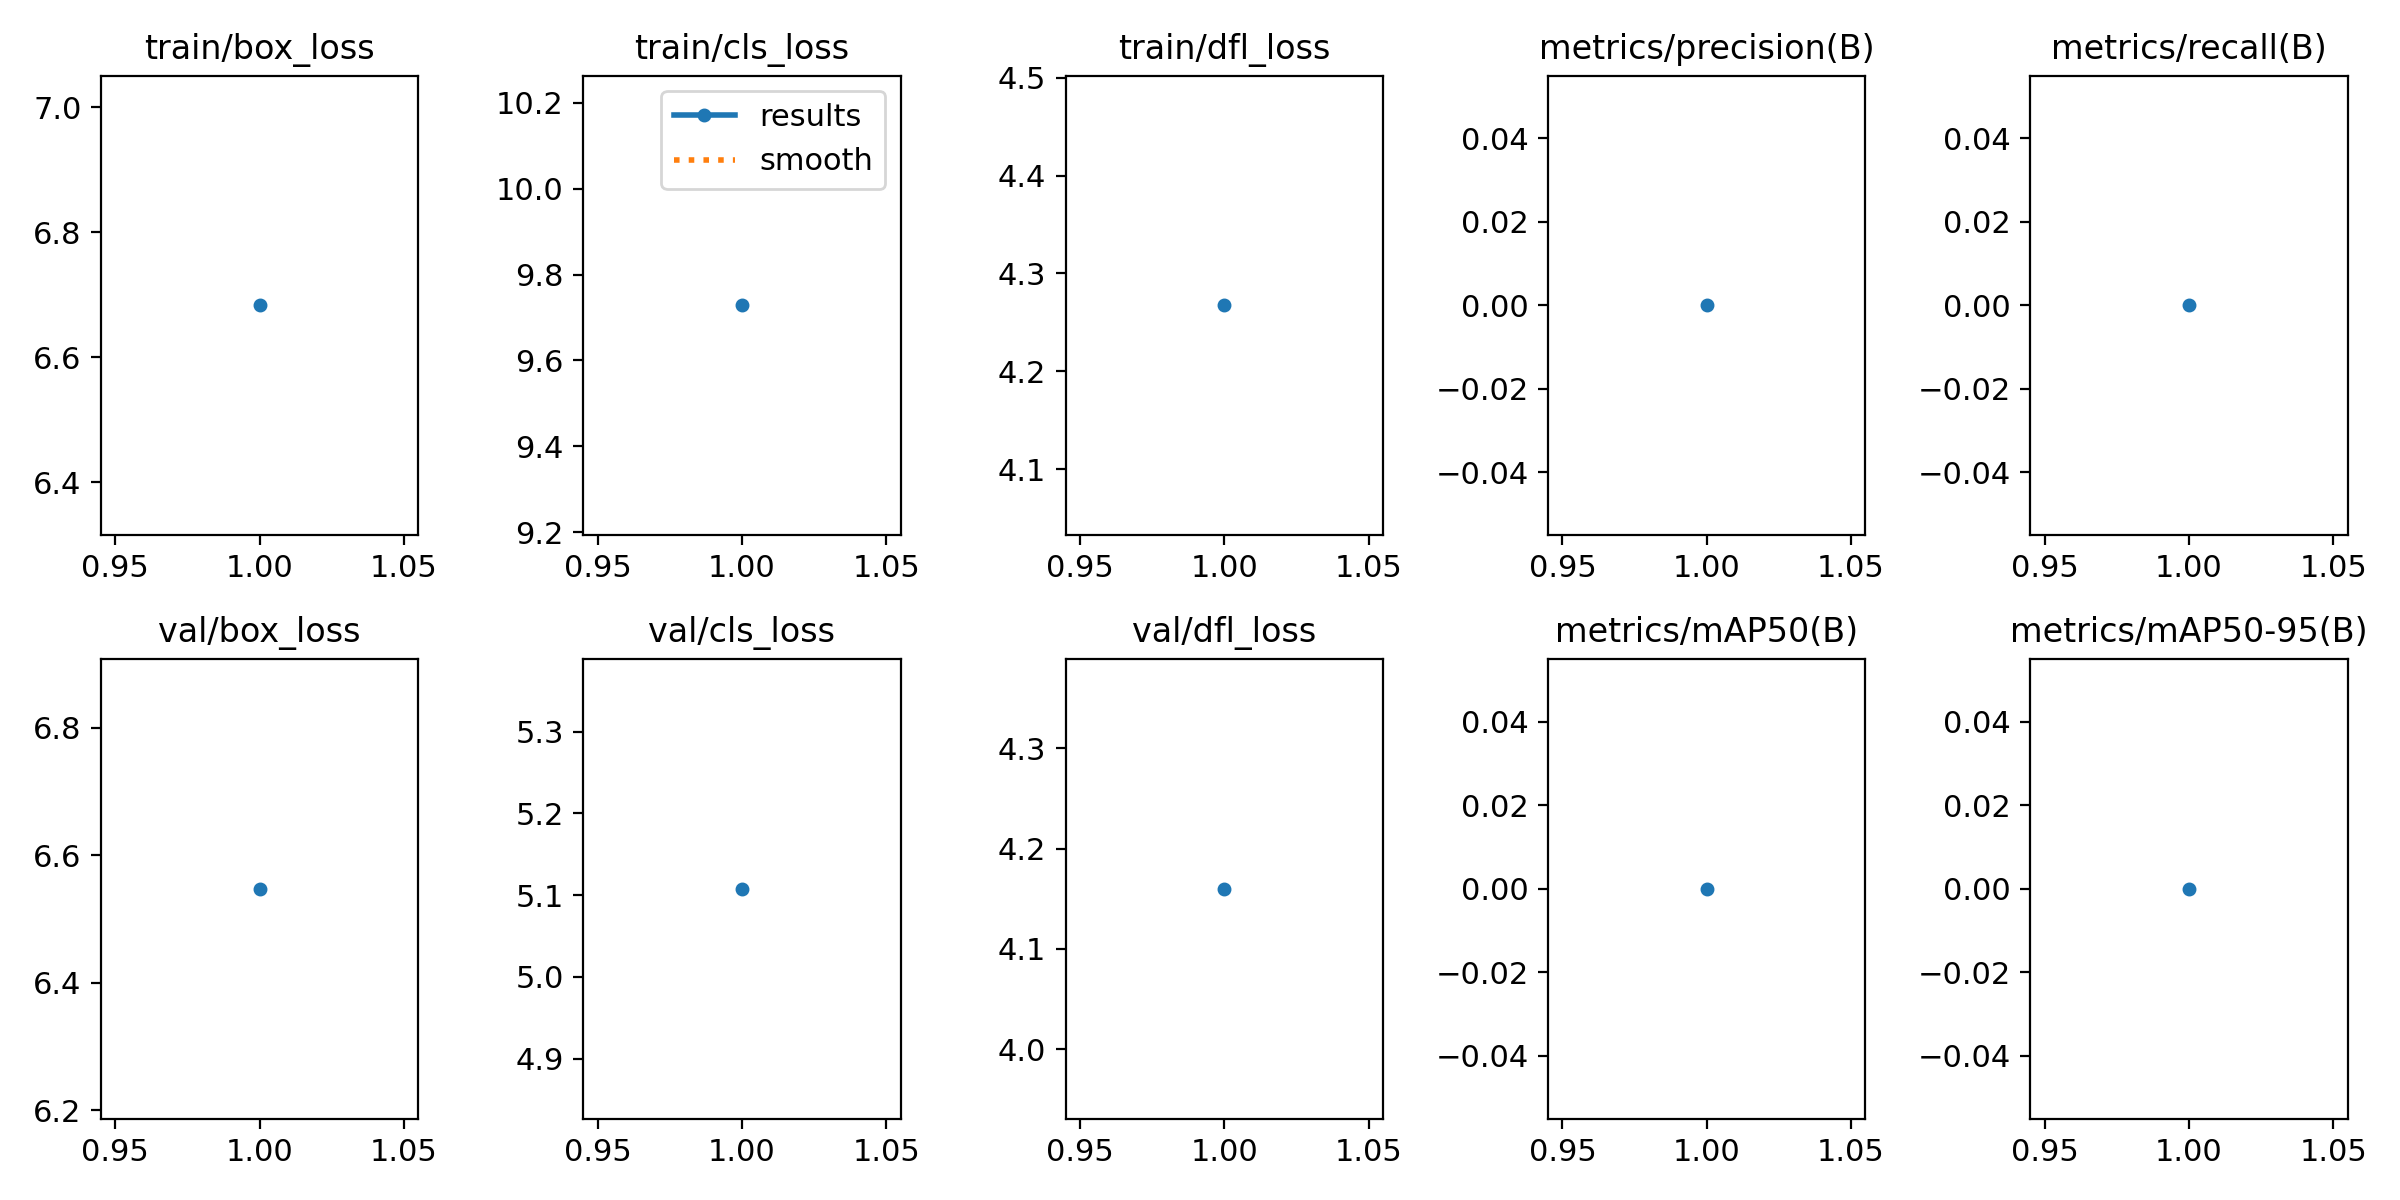 train/box_loss
7.0
6.8
6.6
6.4
0.95 1.00 1.05
train/cls_loss
results
smooth
10.2
10.0
9.8
9.6
9.4
9.2
0.95 1.00 1.05
train/dfl_loss
4.5
4.4
4.3
4.2
4.1
0.95 1.00 1.05
metrics/precision(B)
0.04
0.02
0.00
−0.02
−0.04
0.95 1.00 1.05
metrics/recall(B)
0.04
0.02
0.00
−0.02
−0.04
0.95 1.00 1.05
val/box_loss
6.8
6.6
6.4
6.2
0.95 1.00 1.05
val/cls_loss
5.3
5.2
5.1
5.0
4.9
0.95 1.00 1.05
val/dfl_loss
4.3
4.2
4.1
4.0
0.95 1.00 1.05
metrics/mAP50(B)
0.04
0.02
0.00
−0.02
−0.04
0.95 1.00 1.05
metrics/mAP50-95(B)
0.04
0.02
0.00
−0.02
−0.04
0.95 1.00 1.05